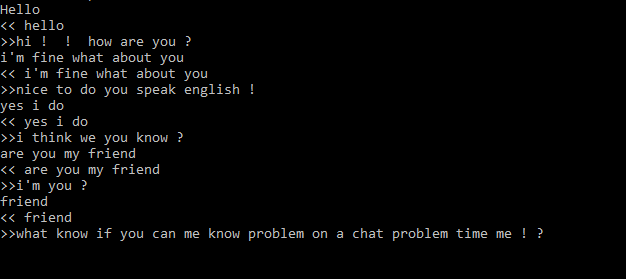 Hello
<< hello
>>hi !  !  how are you ?
i'm fine what about you
<< i'm fine what about you
>>nice to do you speak english !
yes i do
<< yes i do
>>i think we you know ?
are you my friend
<< are you my friend
>>i'm you ?
friend
<< friend
>>what know if you can me know problem on a chat problem time me ! ?